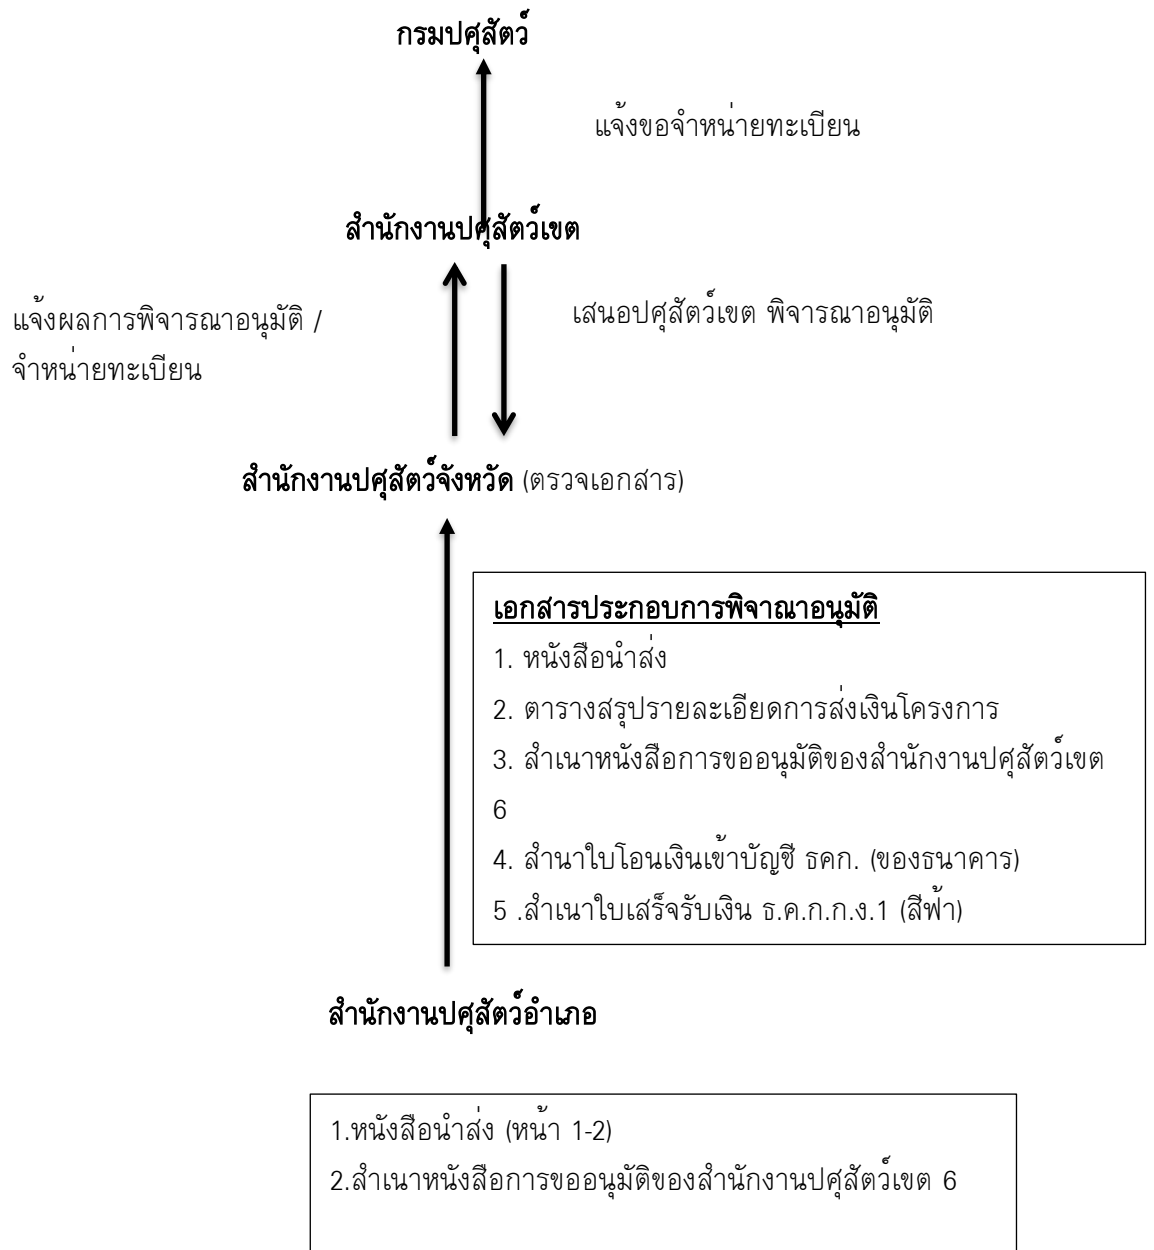 กรมปศุสัตว์
แจ้งขอจำหน่ายทะเบียน
สำนักงานปศุสัตว์เขต
แจ้งผลการพิจารณาอนุมัติ /
จำหน่ายทะเบียน
เสนอปศุสัตว์เขต พิจารณาอนุมัติ
สำนักงานปศุสัตว์จังหวัด (ตรวจเอกสาร)
เอกสารประกอบการพิจาณาอนุมัติ
1. หนังสือนำส่ง
2. ตารางสรุปรายละเอียดการส่งเงินโครงการ
3. สำเนาหนังสือการขออนุมัติของสำนักงานปศุสัตว์เขต
6
4. สำนาใบโอนเงินเข้าบัญชี ธคก. (ของธนาคาร)
5 .สำเนาใบเสร็จรับเงิน ธ.ค.ก.ก.ง.1 (สีฟ้า)
สำนักงานปศุสัตว์อำเภอ
1.หนังสือนำส่ง (หน้า 1-2)
2.สำเนาหนังสือการขออนุมัติของสำนักงานปศุสัตว์เขต 6